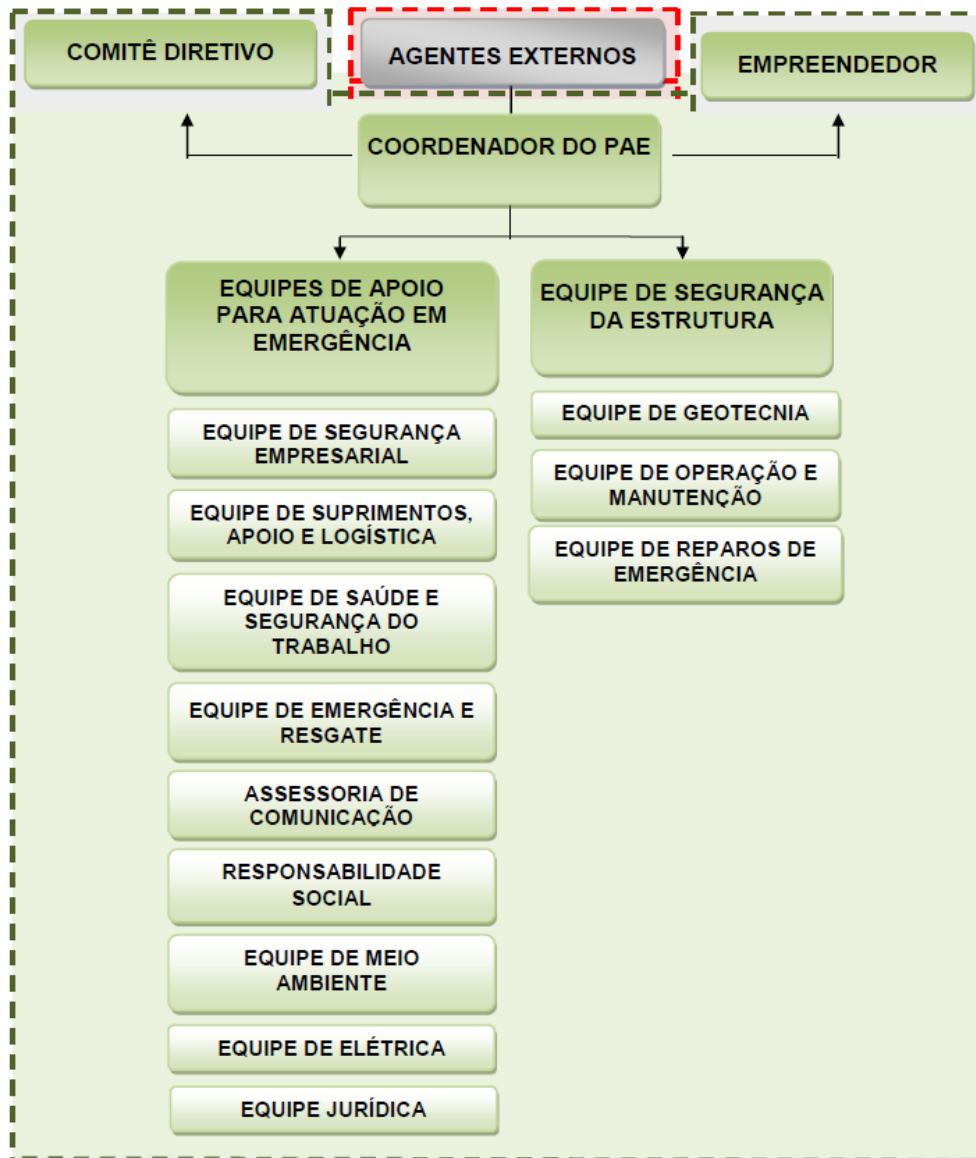 COMITÊ DIRETIVO
AGENTES EXTERNOS
EMPREENDEDOR
COORDENADOR DO PAE
EQUIPES DE APOIO
PARA ATUAÇÃO EM
EMERGÊNCIA
EQUIPE DE SEGURANÇA
EMPRESARIAL
EQUIPE DE SUPRIMENTOS,
APOIO E LOGÍSTICA
EQUIPE DE SAÚDE E
SEGURANÇA DO
TRABALHO
EQUIPE DE EMERGÊNCIA E
RESGATE
ASSESSORIA DE
COMUNICAÇÃO
RESPONSABILIDADE
SOCIAL
EQUIPE DE MEIO
AMBIENTE
EQUIPE DE ELÉTRICA
EQUIPE JURÍDICA
EQUIPE DE SEGURANÇA
DA ESTRUTURA
EQUIPE DE GEOTECNIA
EQUIPE DE OPERAÇÃO E
MANUTENÇÃO
EQUIPE DE REPAROS DE
EMERGÊNCIA